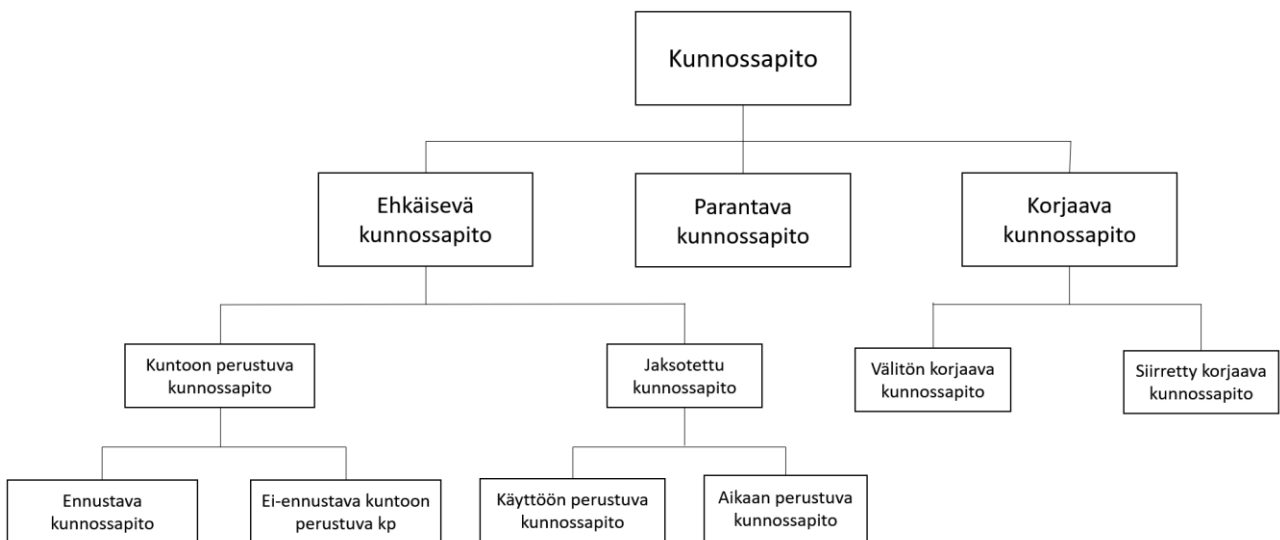 Kunnossapito
Ehkäisevä
kunnossapito
Parantava
kunnossapito
Korjaava
kunnossapito
Kuntoon perustuva
kunnossapito
Jaksotettu
kunnossapito
Välitön korjaava
kunnossapito
Siirretty korjaava
kunnossapito
Ennustava
kunnossapito
Ei-ennustava kuntoon
perustuva kp
Käyttöön perustuva
kunnossapito
Aikaan perustuva
kunnossapito